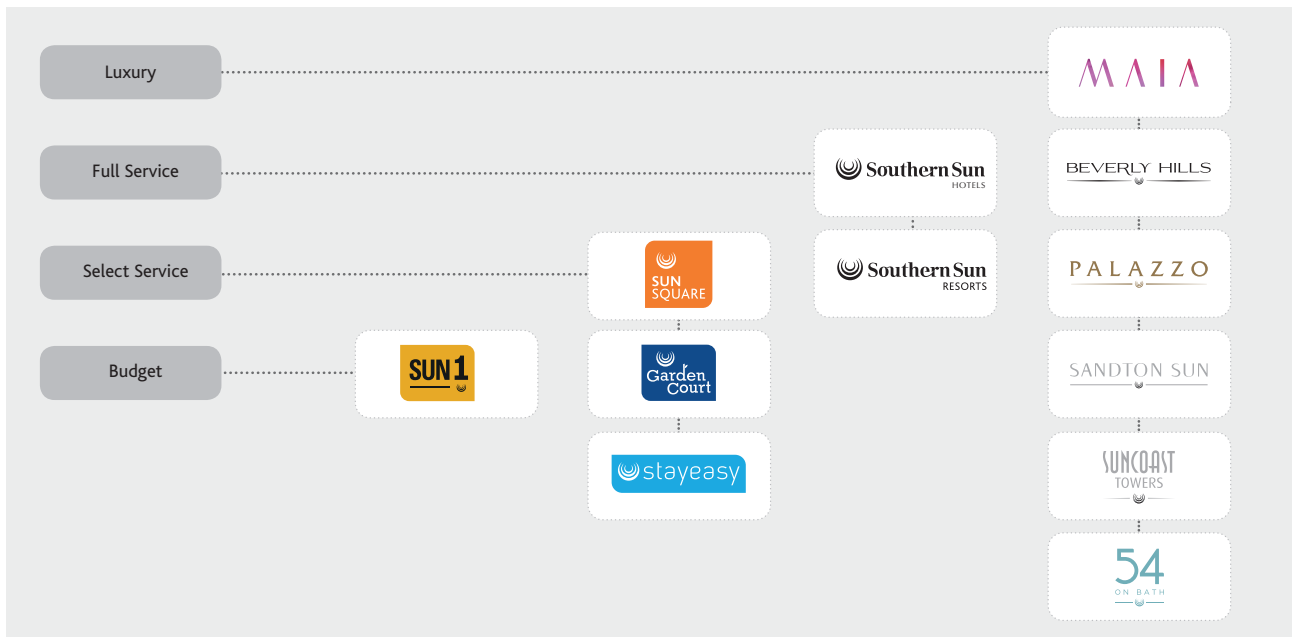 Luxury
MAIA
Full Service
Southern Sun
HOTELS
BEVERLY HILLS
Select Service
SUN
SQUARE
Southern Sun
RESORTS
PALAZZO
Budget
SUN1
Garden
Court
SANDTON SUN
stayeasy
SUNCOAST
TOWERS
54
ON BATH